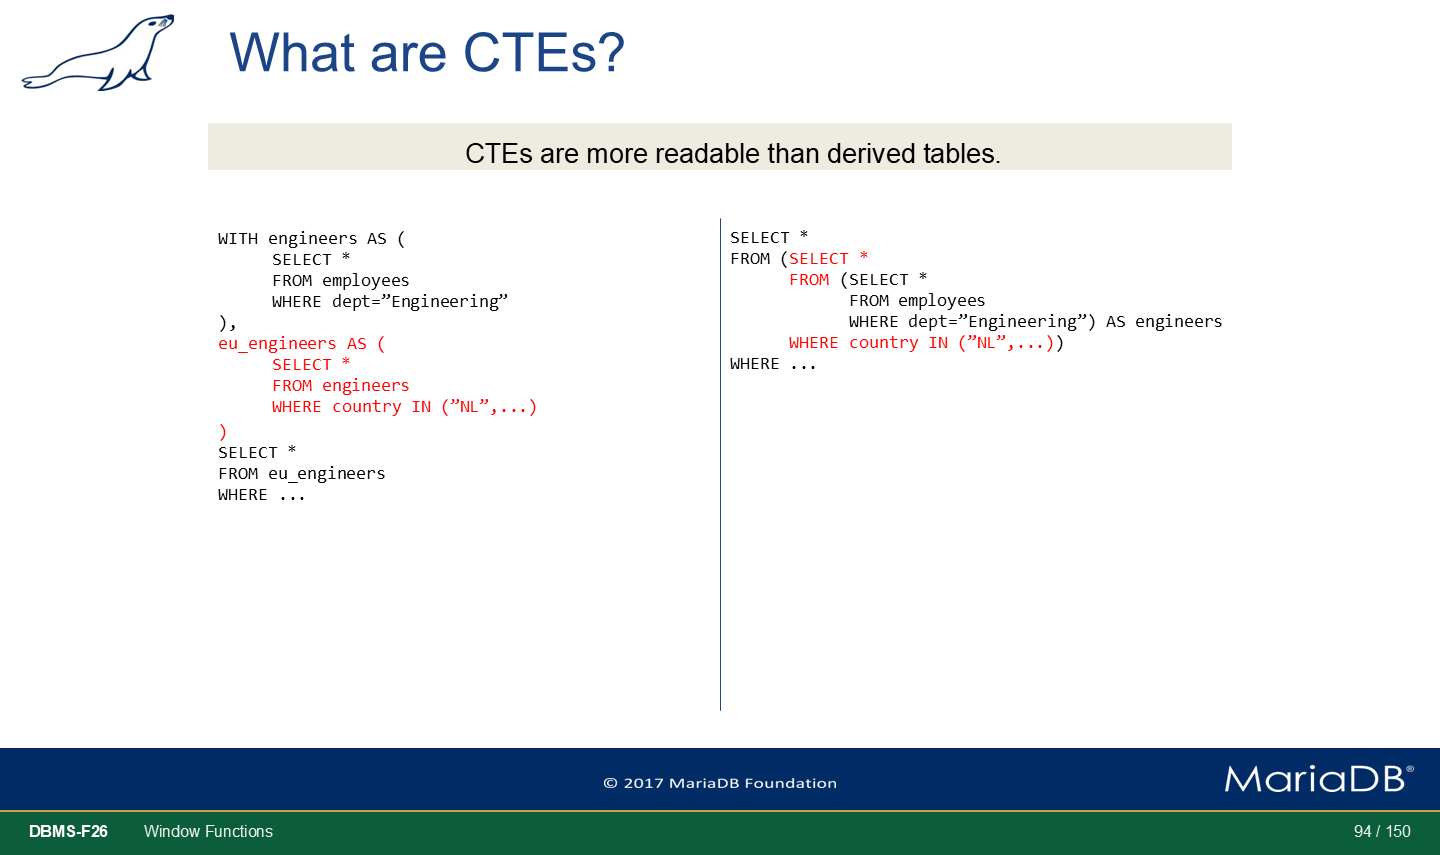 What are CTEs?
CTEs are more readable than derived tables.
WITH engineers AS (
SELECT *
FROM employees
WHERE dept=”Engineering”
),
eu_engineers AS (
SELECT *
FROM engineers
WHERE country IN (”NL”,...)
)
SELECT *
FROM eu_engineers
WHERE ...
SELECT *
FROM (SELECT *
FROM (SELECT *
FROM employees
WHERE dept=”Engineering”) AS engineers
WHERE country IN (”NL”,...))
WHERE ...
© 2017 MariaDB Foundation
MariaDB®
DBMS-F26 Window Functions 94 / 150